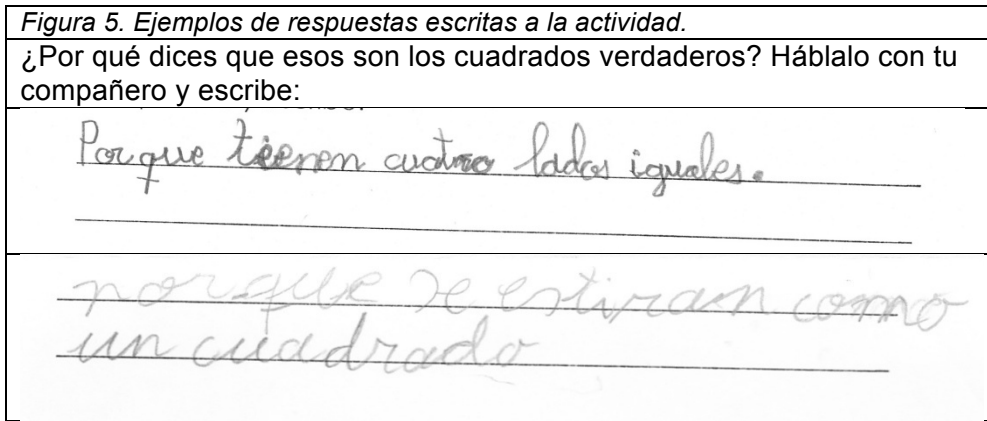 Figura 5. Ejemplos de respuestas escritas a la actividad.
¿Por qué dices que esos son los cuadrados verdaderos? Háblalo con tu
compañero y escribe:
Porque tienen cuatro lados iguales.
porque se estiran como
un cuadrado